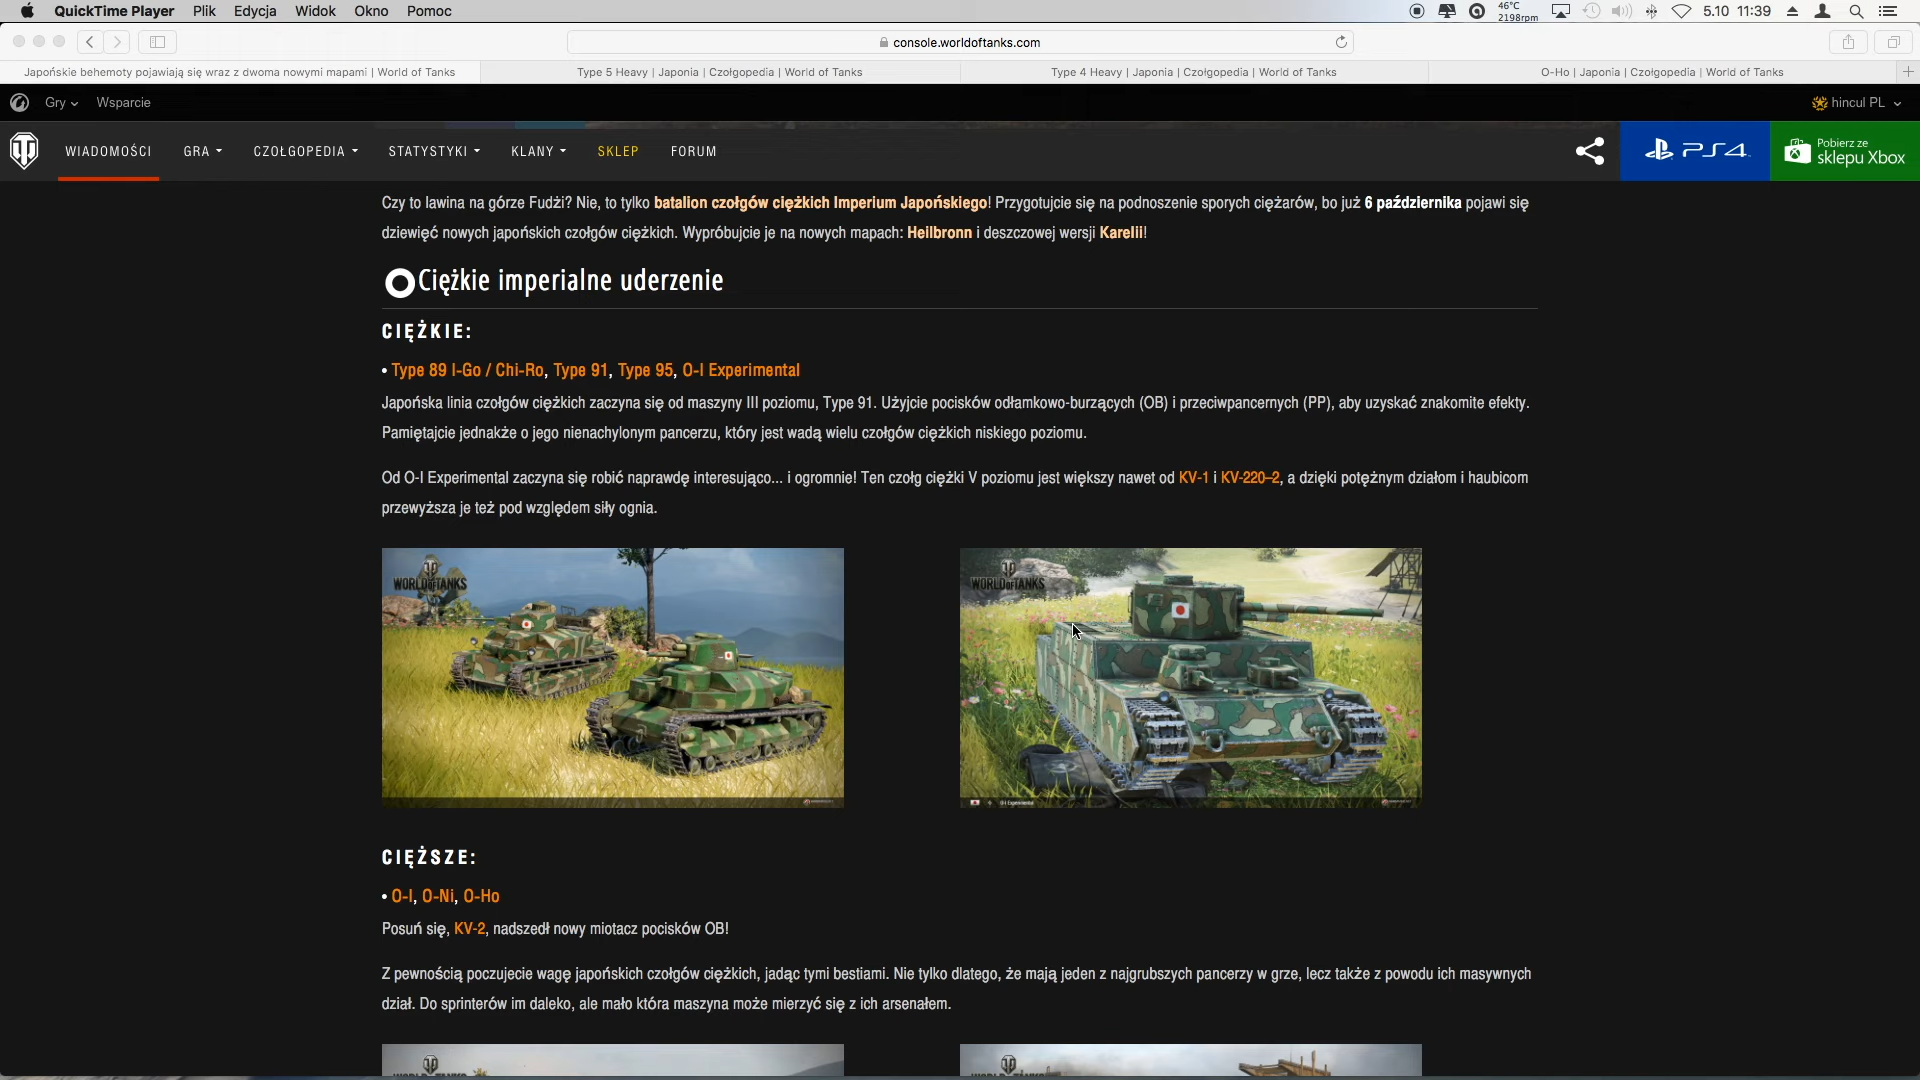 QuickTime Player Plik Edycja Widok Okno Pomoc 46°C 2198rpm 5.10 11:39
console.worldoftanks.com
Japońskie behemoty pojawiają się wraz z dwoma nowymi mapami | World of Tanks
Type 5 Heavy | Japonia | Czołgopedia | World of Tanks
Type 4 Heavy | Japonia | Czołgopedia | World of Tanks
O-Ho | Japonia | Czołgopedia | World of Tanks
Gry Wsparcie hincul PL
WIADOMOŚCI GRA CZOŁGOPEDIA STATYSTYKI KLANY SKLEP FORUM PS4 Pobierz ze
sklepu Xbox
Czy to lawina na górze Fudżi? Nie, to tylko batalion czołgów ciężkich Imperium Japońskiego! Przygotujcie się na podnoszenie sporych ciężarów, bo już 6 października pojawi się
dziewięć nowych japońskich czołgów ciężkich. Wypróbujcie je na nowych mapach: Heilbronn i deszczowej wersji Karelii!
Ciężkie imperialne uderzenie
CIĘŻKIE:
• Type 89 I-Go / Chi-Ro, Type 91, Type 95, O-I Experimental
Japońska linia czołgów ciężkich zaczyna się od maszyny III poziomu, Type 91. Użyjcie pocisków odłamkowo-burzących (OB) i przeciwpancernych (PP), aby uzyskać znakomite efekty.
Pamiętajcie jednakże o jego nienachylonym pancerzu, który jest wadą wielu czołgów ciężkich niskiego poziomu.
Od O-I Experimental zaczyna się robić naprawdę interesująco... i ogromnie! Ten czołg ciężki V poziomu jest większy nawet od KV-1 i KV-220-2, a dzięki potężnym działom i haubicom
przewyższa je też pod względem siły ognia.
WORLD OF TANKS
WORLD OF TANKS
O-I Experimental
CIĘŻSZE:
• O-I, O-Ni, O-Ho
Posuń się, KV-2, nadszedł nowy miotacz pocisków OB!
Z pewnością poczujecie wagę japońskich czołgów ciężkich, jadąc tymi bestiami. Nie tylko dlatego, że mają jeden z najgrubszych pancerzy w grze, lecz także z powodu ich masywnych
dział. Do sprinterów im daleko, ale mało która maszyna może mierzyć się z ich arsenałem.